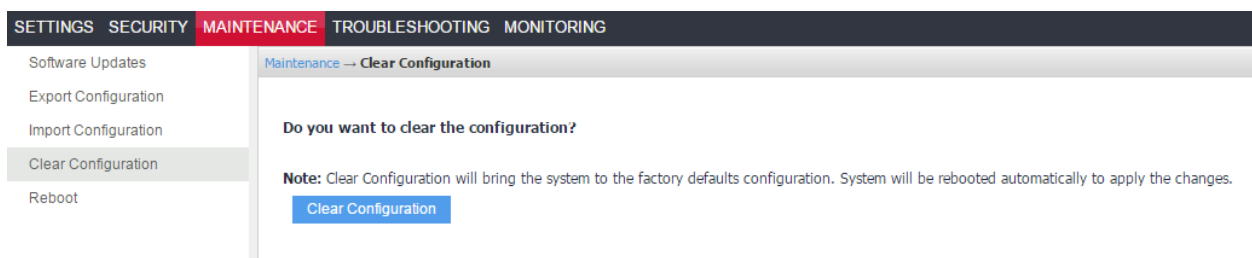 SETTINGS SECURITY MAINTENANCE TROUBLESHOOTING MONITORING
Software Updates
Export Configuration
Import Configuration
Clear Configuration
Reboot
Maintenance → Clear Configuration
Do you want to clear the configuration?
Note: Clear Configuration will bring the system to the factory defaults configuration. System will be rebooted automatically to apply the changes.
Clear Configuration